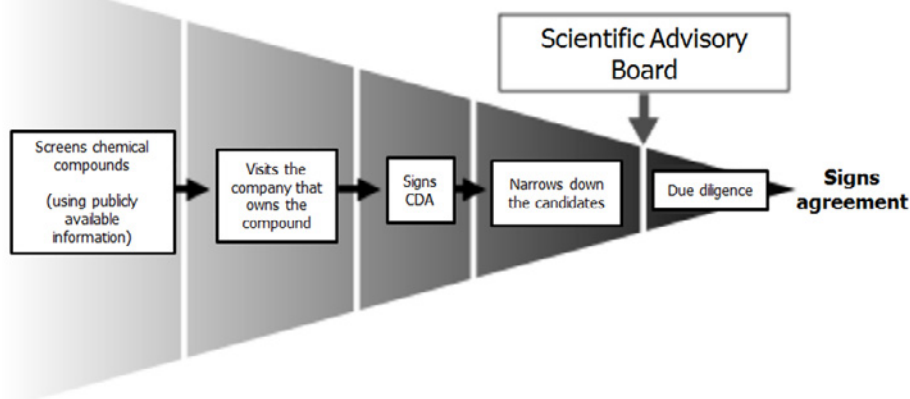 Scientific Advisory
Board
Screens chemical
compounds
(using publicly
available
information)
Visits the
company that
owns the
compound
Signs
CDA
Narrows down
the candidates
Due diligence
Signs
agreement